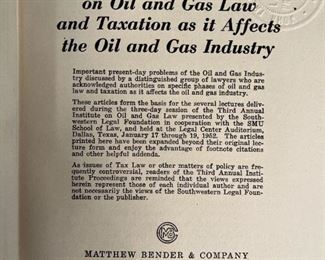 on Oil and Gas Law
and Taxation as it Affects
the Oil and Gas Industry
Important present-day problems of the Oil and Gas Indus-
try discussed by a distinguished group of lawyers who are
acknowledged authorities on specific phases of oil and gas
law and taxation as it affects the oil and gas industry.
These articles form the basis for the several lectures deliv-
ered during the three-day session of the Third Annual
Institute on Oil and Gas Law presented by the South-
western Legal Foundation in cooperation with the SMU
School of Law, and held at the Legal Center Auditorium,
Dallas, Texas, January 17 through 19, 1952. The articles
printed here have been expanded beyond their original lec-
ture form and enjoy the advantage of footnote citations
and other helpful addenda.
As issues of Tax Law or other matters of policy are fre-
quently controversial, readers of the Third Annual Insti-
tute Proceedings are reminded that the views expressed
herein represent those of each individual author and are
not necessarily the views of the Southwestern Legal Foun-
dation or the publisher.
MATTHEW BENDER & COMPANY